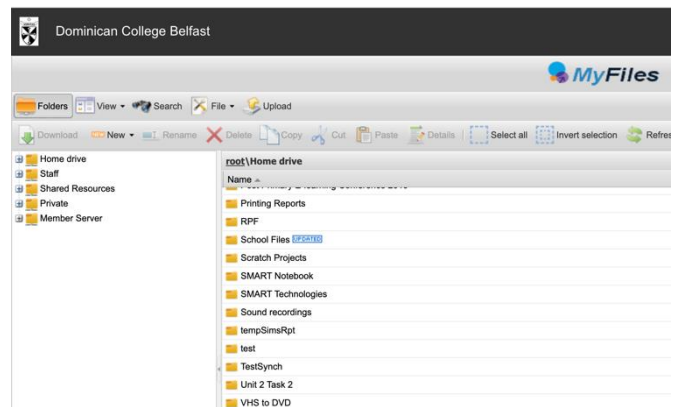 Dominican College Belfast
MyFiles
Folders View Search File Upload
Download New Rename Delete Copy Cut Paste Details Select all Invert selection Refres
Home drive
Staff
Shared Resources
Private
Member Server
root\Home drive
Name
Printing Reports
RPF
School Files UPDATED
Scratch Projects
SMART Notebook
SMART Technologies
Sound recordings
tempSimsRpt
test
TestSynch
Unit 2 Task 2
VHS to DVD